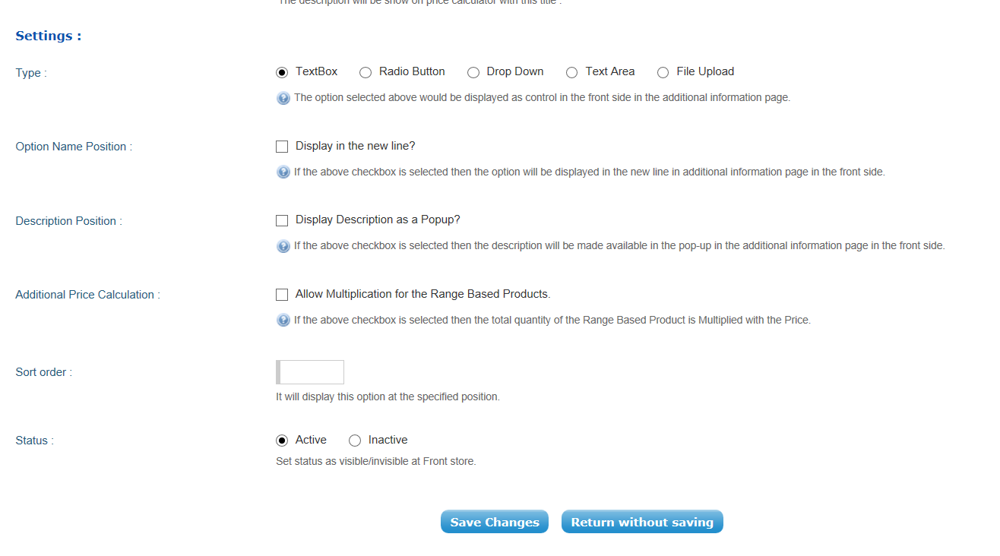 The description will be show on price calculator with this title .
Settings :
Type :
TextBox Radio Button Drop Down Text Area File Upload
The option selected above would be displayed as control in the front side in the additional information page.
Option Name Position :
Display in the new line?
If the above checkbox is selected then the option will be displayed in the new line in additional information page in the front side.
Description Position :
Display Description as a Popup?
If the above checkbox is selected then the description will be made available in the pop-up in the additional information page in the front side.
Additional Price Calculation :
Allow Multiplication for the Range Based Products.
If the above checkbox is selected then the total quantity of the Range Based Product is Multiplied with the Price.
Sort order :
It will display this option at the specified position.
Status :
Active Inactive
Set status as visible/invisible at Front store.
Save Changes Return without saving